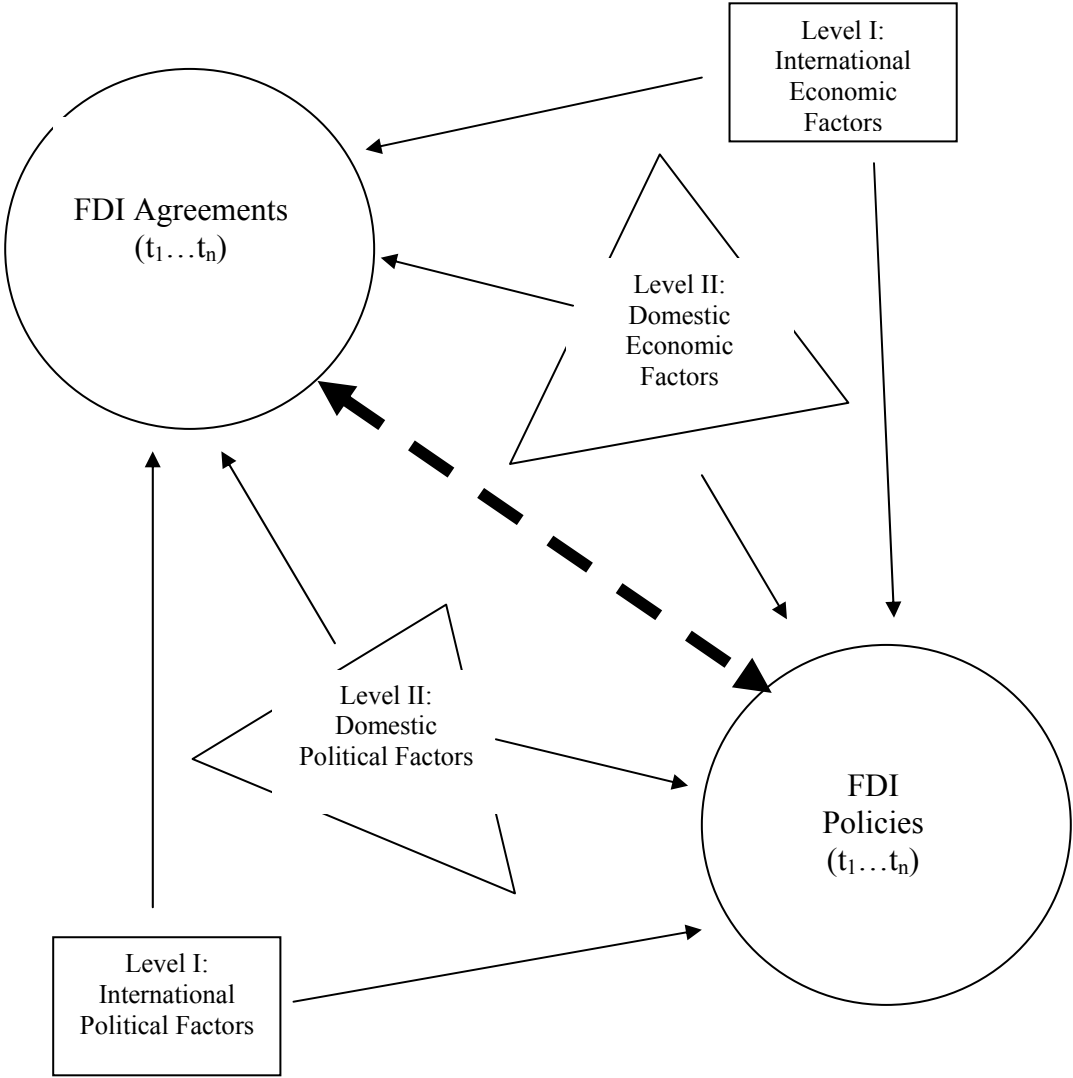 Level I:
International
Economic
Factors
FDI Agreements
(t₁…tₙ)
Level II:
Domestic
Economic
Factors
Level II:
Domestic
Political Factors
FDI
Policies
(t₁…tₙ)
Level I:
International
Political Factors